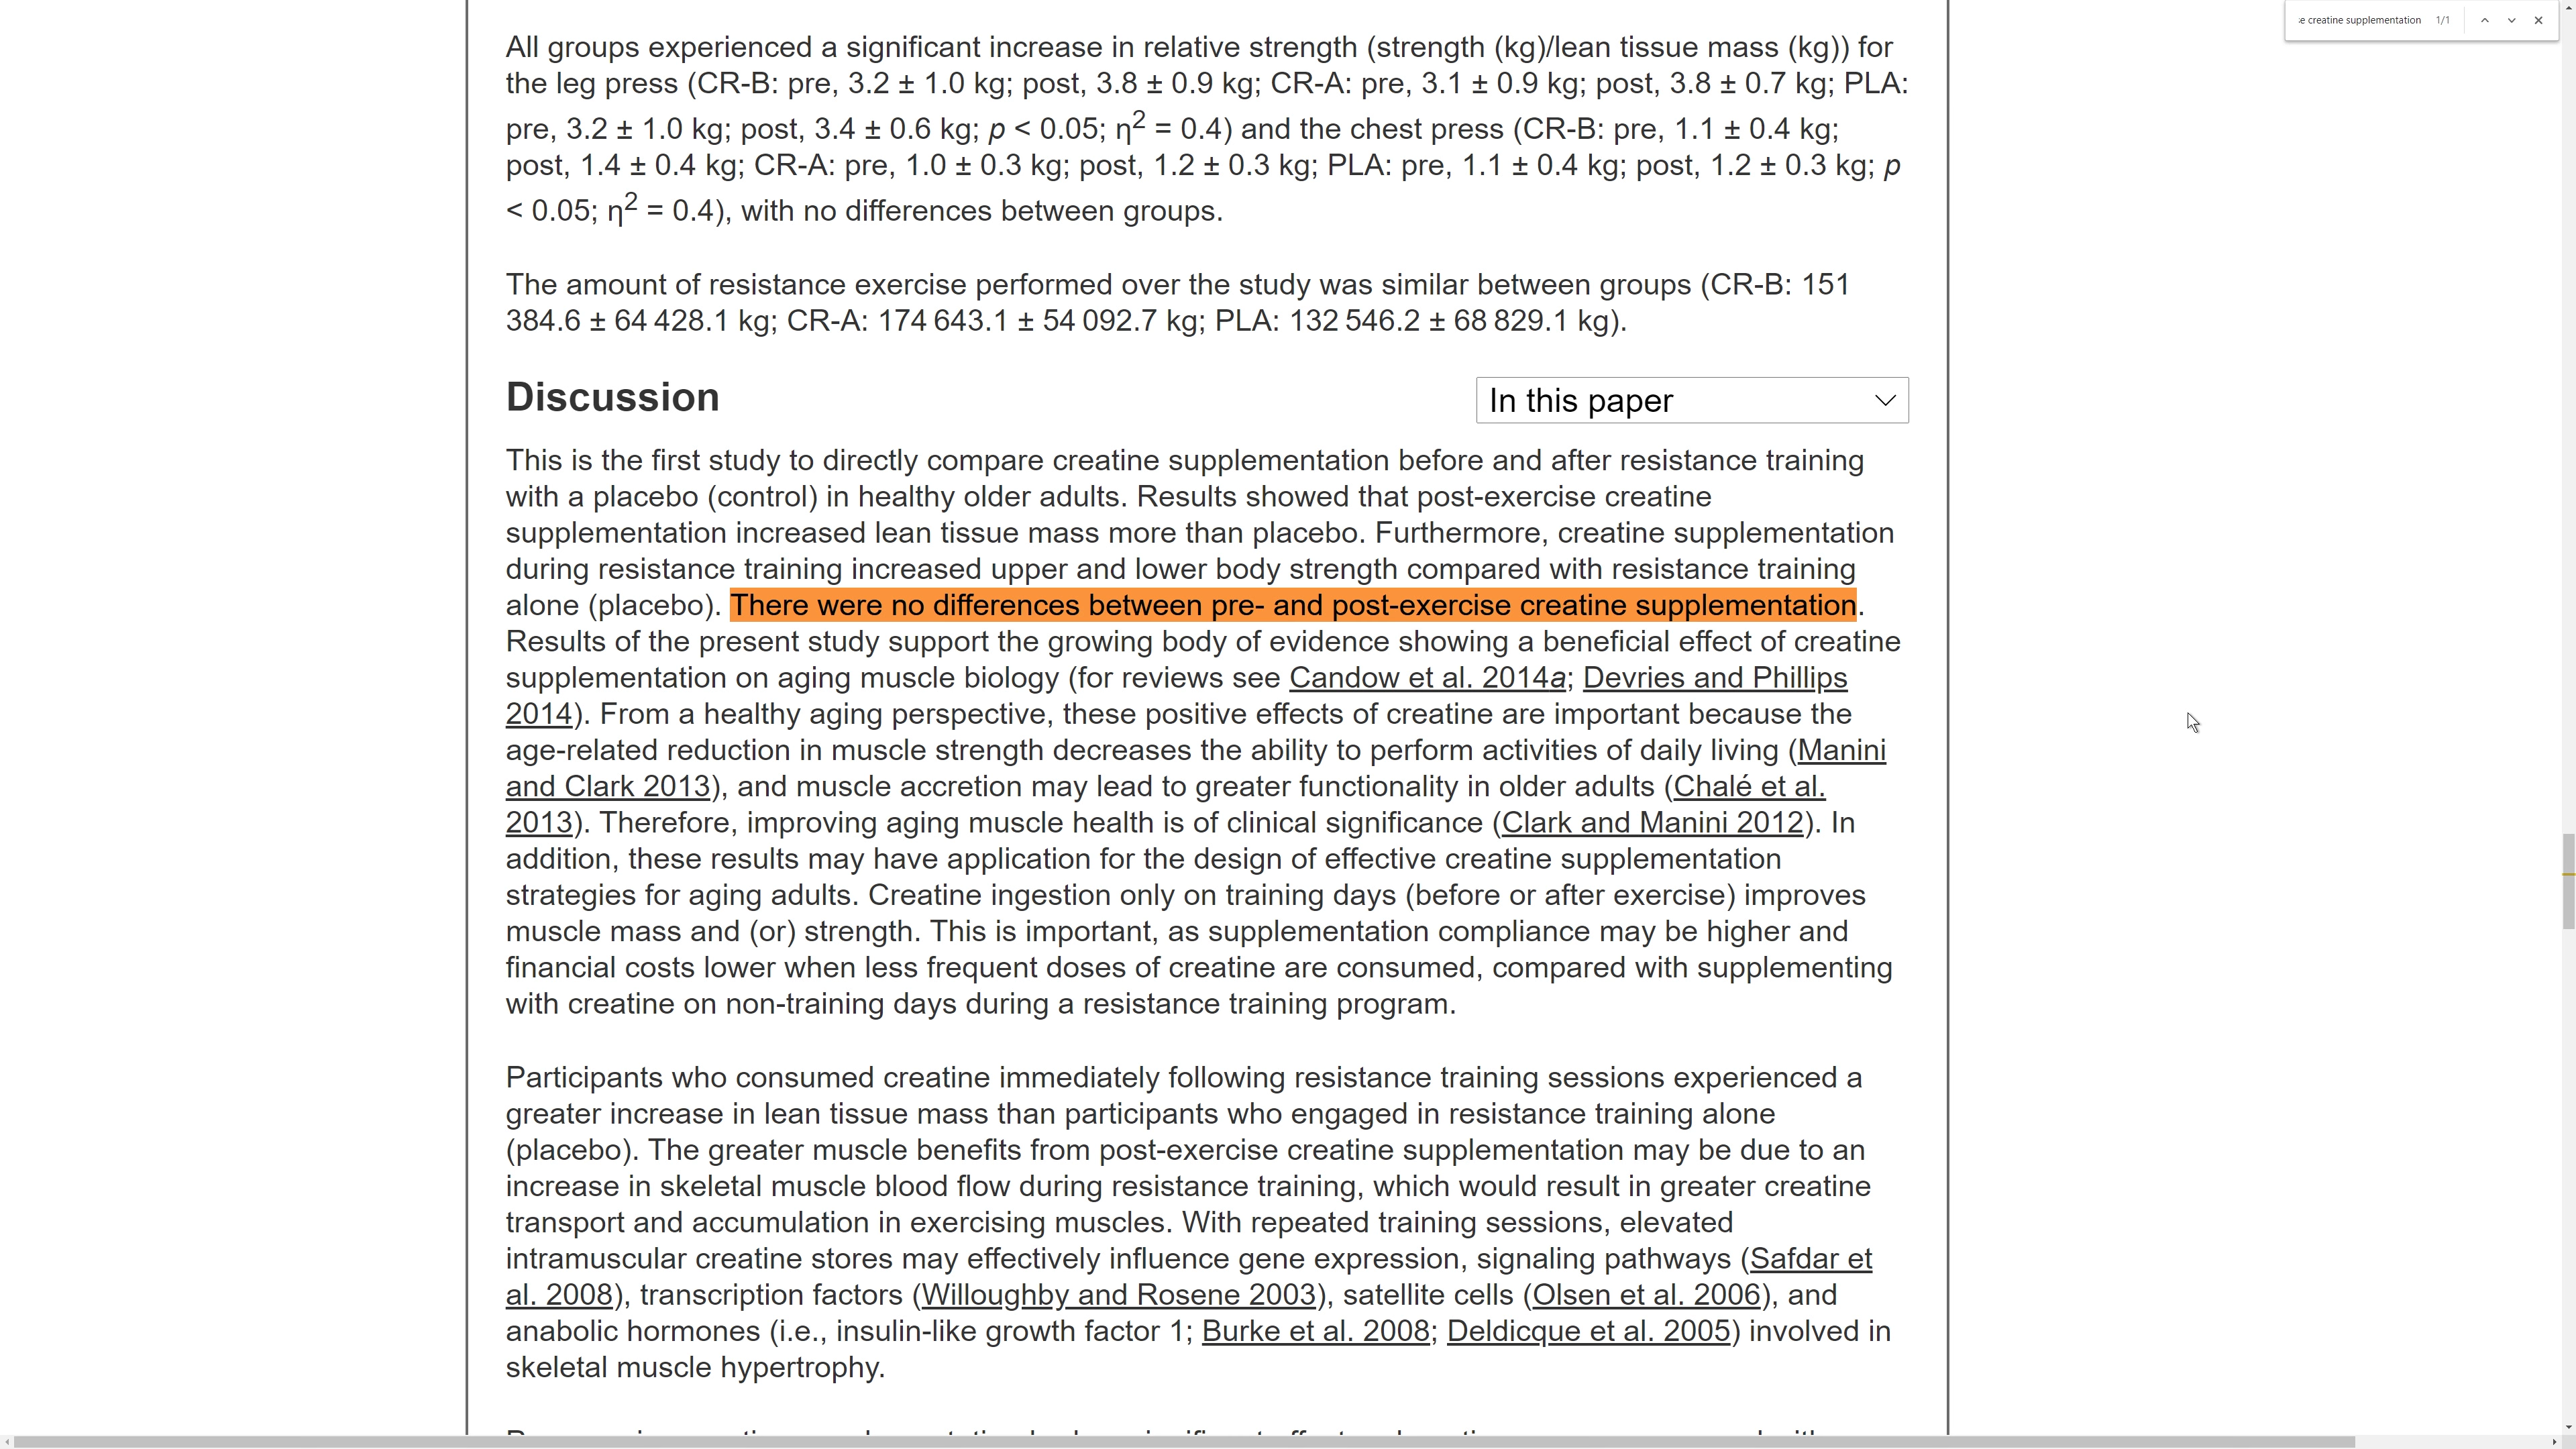 se creatine supplementation 1/1
All groups experienced a significant increase in relative strength (strength (kg)/lean tissue mass (kg)) for
the leg press (CR-B: pre, 3.2 ± 1.0 kg; post, 3.8 ± 0.9 kg; CR-A: pre, 3.1 ± 0.9 kg; post, 3.8 ± 0.7 kg; PLA:
pre, 3.2 ± 1.0 kg; post, 3.4 ± 0.6 kg; p < 0.05; η² = 0.4) and the chest press (CR-B: pre, 1.1 ± 0.4 kg;
post, 1.4 ± 0.4 kg; CR-A: pre, 1.0 ± 0.3 kg; post, 1.2 ± 0.3 kg; PLA: pre, 1.1 ± 0.4 kg; post, 1.2 ± 0.3 kg; p
< 0.05; η² = 0.4), with no differences between groups.
The amount of resistance exercise performed over the study was similar between groups (CR-B: 151
384.6 ± 64 428.1 kg; CR-A: 174 643.1 ± 54 092.7 kg; PLA: 132 546.2 ± 68 829.1 kg).
Discussion
In this paper
This is the first study to directly compare creatine supplementation before and after resistance training
with a placebo (control) in healthy older adults. Results showed that post-exercise creatine
supplementation increased lean tissue mass more than placebo. Furthermore, creatine supplementation
during resistance training increased upper and lower body strength compared with resistance training
alone (placebo). There were no differences between pre- and post-exercise creatine supplementation.
Results of the present study support the growing body of evidence showing a beneficial effect of creatine
supplementation on aging muscle biology (for reviews see Candow et al. 2014a; Devries and Phillips
2014). From a healthy aging perspective, these positive effects of creatine are important because the
age-related reduction in muscle strength decreases the ability to perform activities of daily living (Manini
and Clark 2013), and muscle accretion may lead to greater functionality in older adults (Chalé et al.
2013). Therefore, improving aging muscle health is of clinical significance (Clark and Manini 2012). In
addition, these results may have application for the design of effective creatine supplementation
strategies for aging adults. Creatine ingestion only on training days (before or after exercise) improves
muscle mass and (or) strength. This is important, as supplementation compliance may be higher and
financial costs lower when less frequent doses of creatine are consumed, compared with supplementing
with creatine on non-training days during a resistance training program.
Participants who consumed creatine immediately following resistance training sessions experienced a
greater increase in lean tissue mass than participants who engaged in resistance training alone
(placebo). The greater muscle benefits from post-exercise creatine supplementation may be due to an
increase in skeletal muscle blood flow during resistance training, which would result in greater creatine
transport and accumulation in exercising muscles. With repeated training sessions, elevated
intramuscular creatine stores may effectively influence gene expression, signaling pathways (Safdar et
al. 2008), transcription factors (Willoughby and Rosene 2003), satellite cells (Olsen et al. 2006), and
anabolic hormones (i.e., insulin-like growth factor 1; Burke et al. 2008; Deldicque et al. 2005) involved in
skeletal muscle hypertrophy.